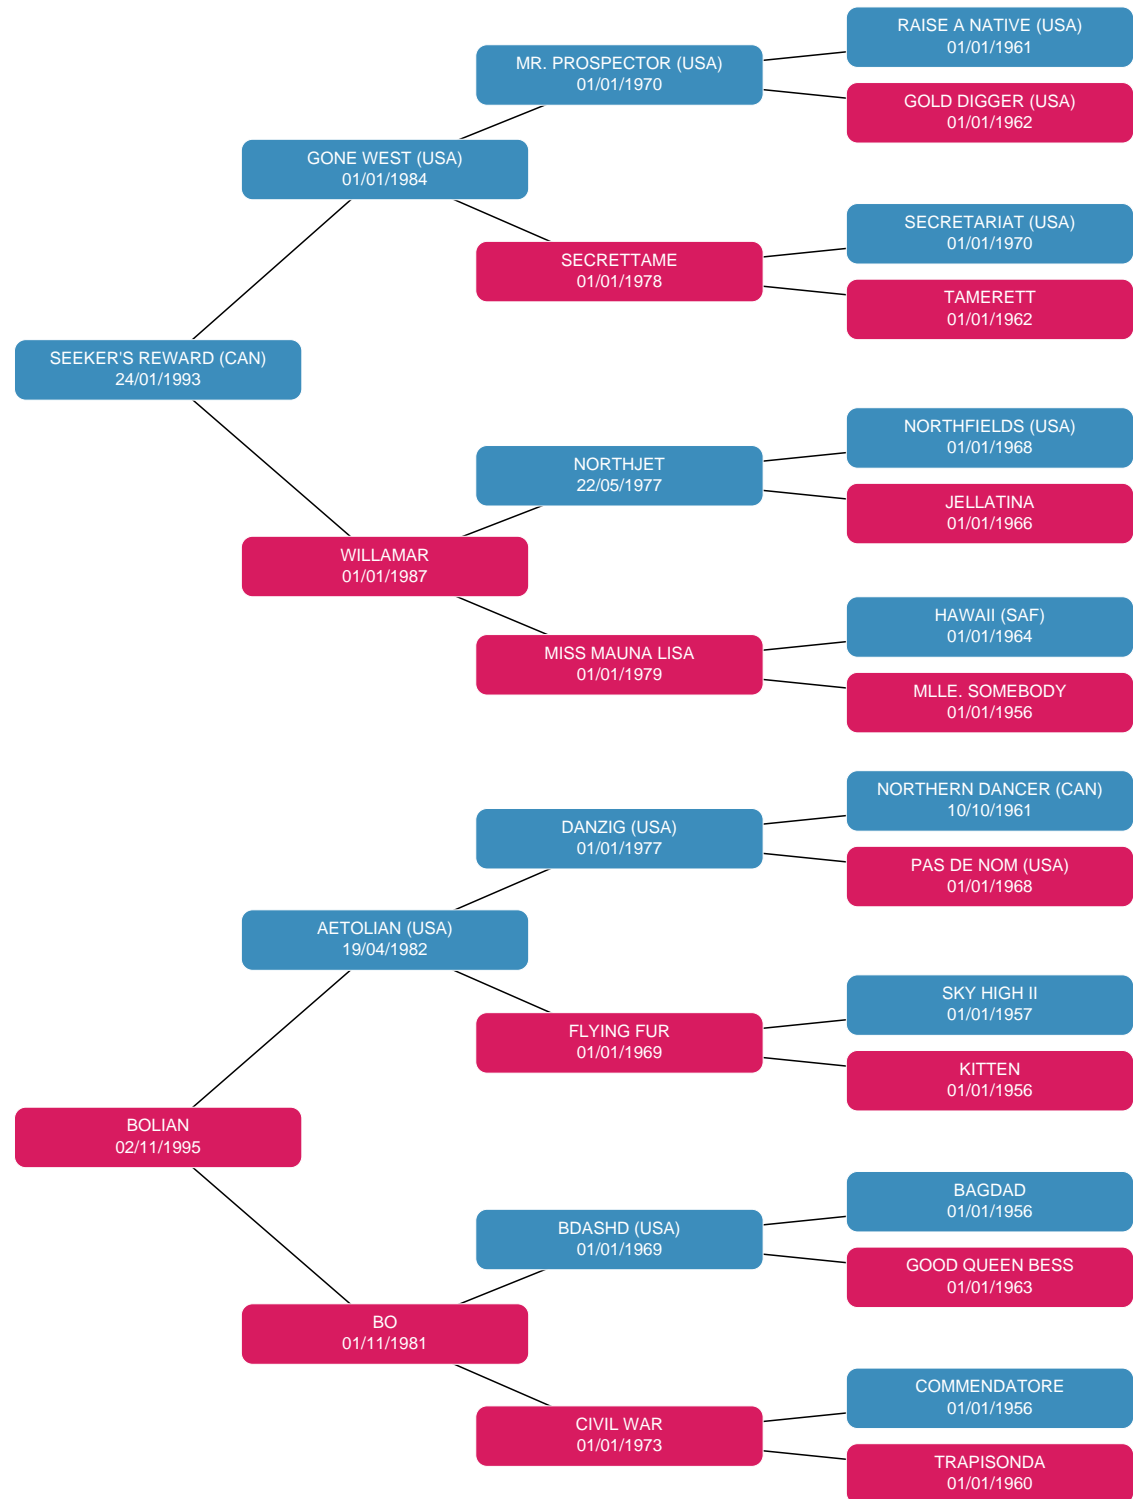 RAISE A NATIVE (USA)
01/01/1961
MR. PROSPECTOR (USA)
01/01/1970
GOLD DIGGER (USA)
01/01/1962
GONE WEST (USA)
01/01/1984
SECRETARIAT (USA)
01/01/1970
SECRETTAME
01/01/1978
TAMERETT
01/01/1962
SEEKER'S REWARD (CAN)
24/01/1993
NORTHFIELDS (USA)
01/01/1968
NORTHJET
22/05/1977
JELLATINA
01/01/1966
WILLAMAR
01/01/1987
HAWAII (SAF)
01/01/1964
MISS MAUNA LISA
01/01/1979
MLLE. SOMEBODY
01/01/1956
NORTHERN DANCER (CAN)
10/10/1961
DANZIG (USA)
01/01/1977
PAS DE NOM (USA)
01/01/1968
AETOLIAN (USA)
19/04/1982
SKY HIGH II
01/01/1957
FLYING FUR
01/01/1969
KITTEN
01/01/1956
BOLIAN
02/11/1995
BAGDAD
01/01/1956
BDASHD (USA)
01/01/1969
GOOD QUEEN BESS
01/01/1963
BO
01/11/1981
COMMENDATORE
01/01/1956
CIVIL WAR
01/01/1973
TRAPISONDA
01/01/1960